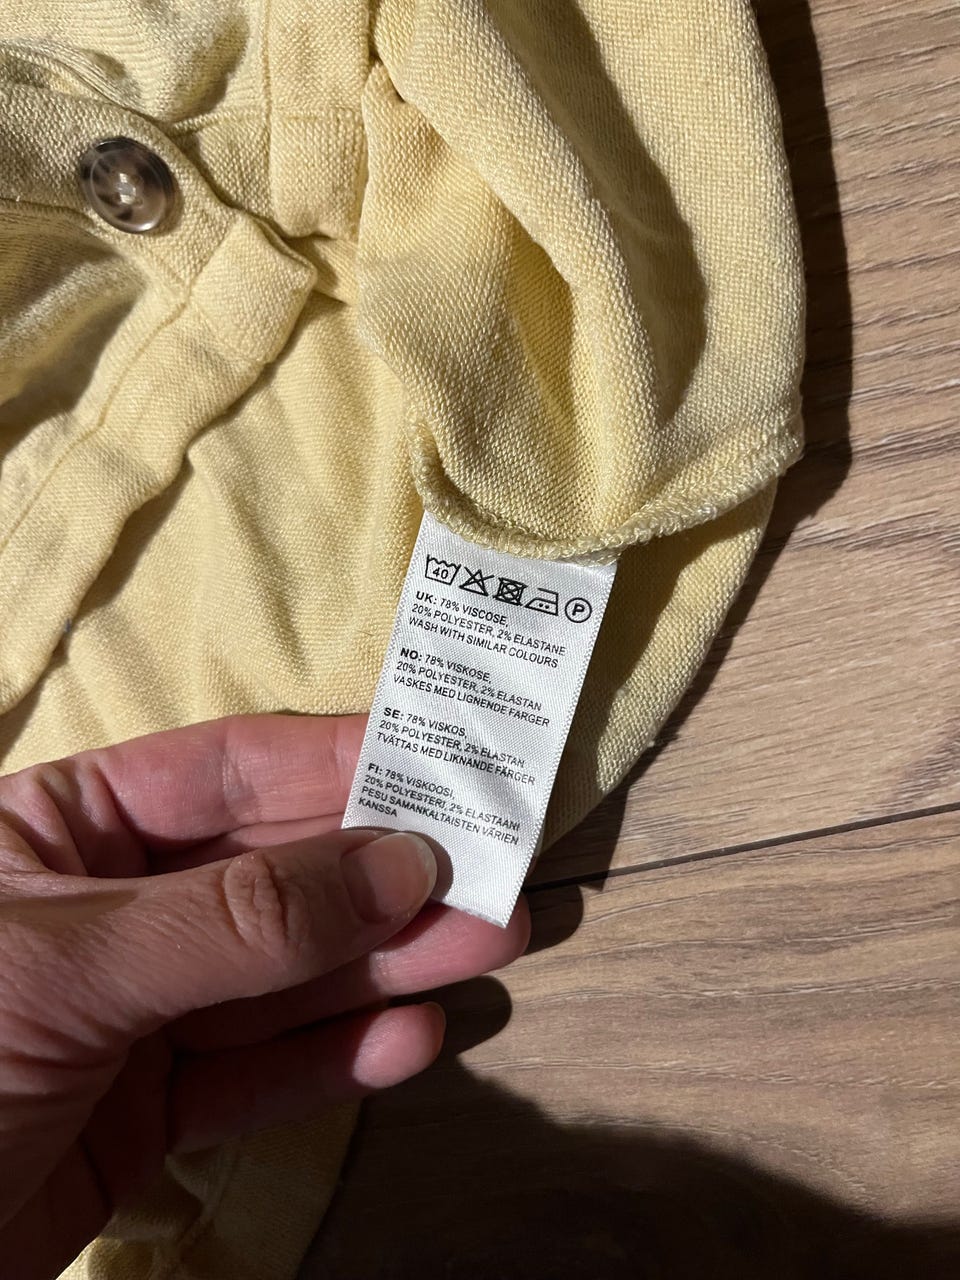 40 P
UK: 78% VISCOSE,
20% POLYESTER, 2% ELASTANE
WASH WITH SIMILAR COLOURS
NO: 78% VISKOSE,
20% POLYESTER, 2% ELASTAN
VASKES MED LIGNENDE FARGER
SE: 78% VISKOS,
20% POLYESTER, 2% ELASTAN
TVÄTTAS MED LIKNANDE FÄRGER
FI: 78% VISKOOSI,
20% POLYESTERI, 2% ELASTAANI
PESU SAMANKALTAISTEN VÄRIEN
KANSSA